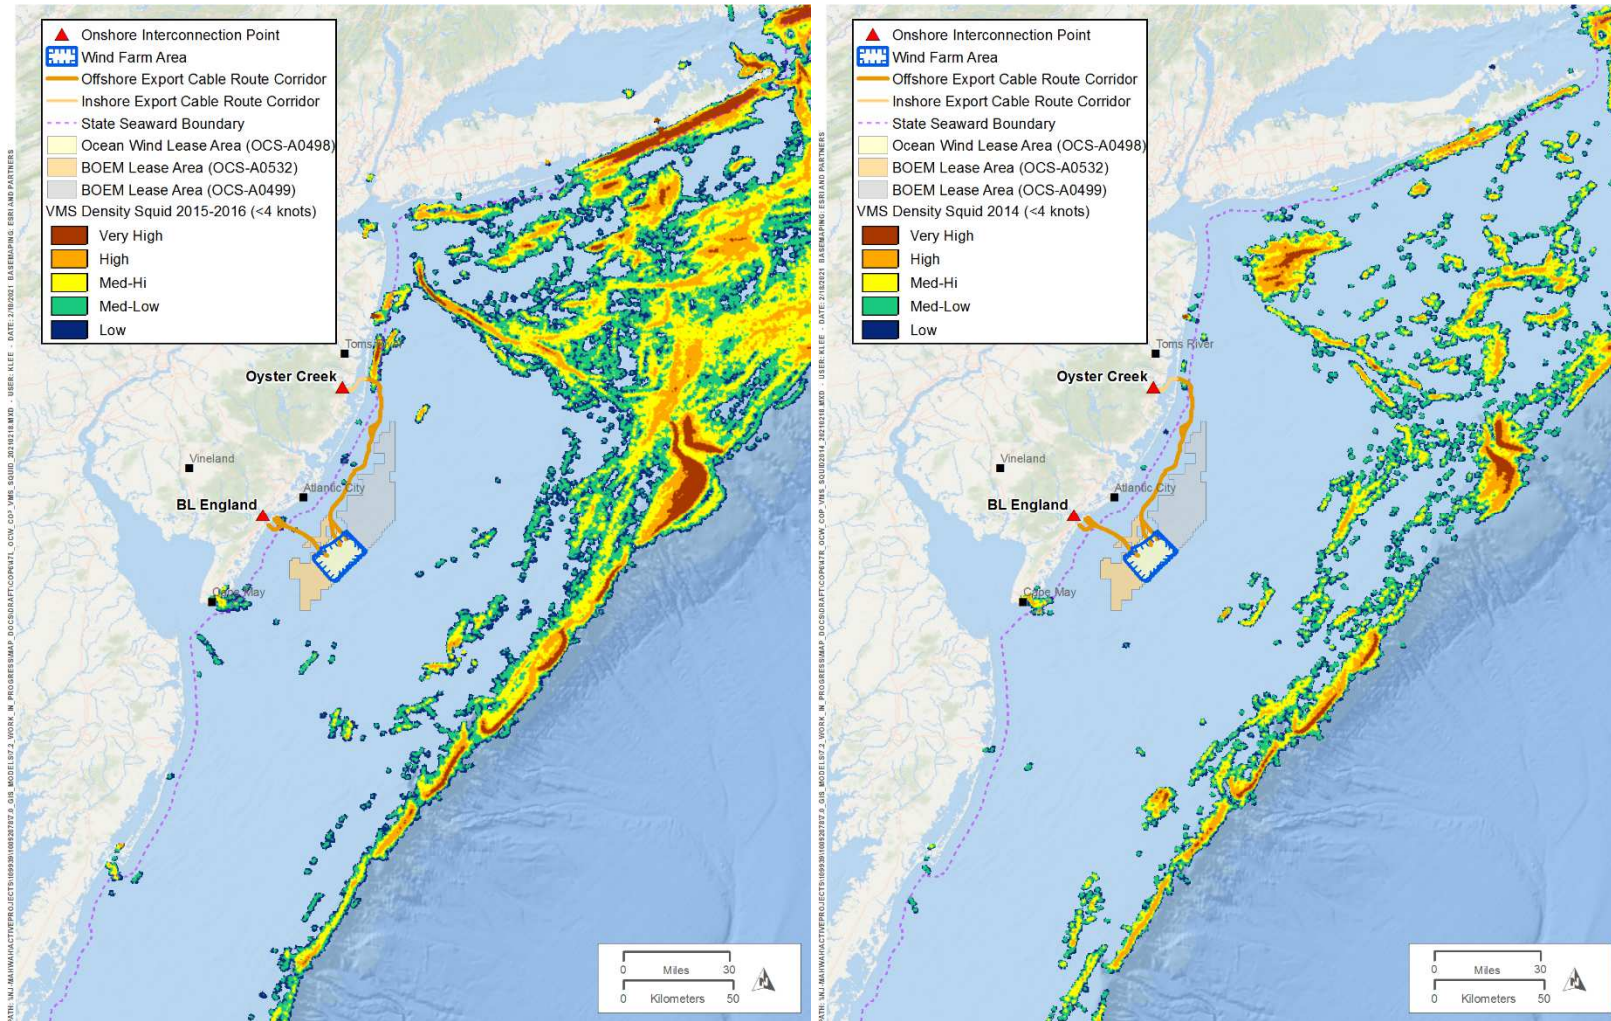 Onshore Interconnection Point
Wind Farm Area
Offshore Export Cable Route Corridor
Inshore Export Cable Route Corridor
State Seaward Boundary
Ocean Wind Lease Area (OCS-A0498)
BOEM Lease Area (OCS-A0532)
BOEM Lease Area (OCS-A0499)
VMS Density Squid 2015-2016 (<4 knots)
Very High
High
Med-Hi
Med-Low
Low
Toms River
Oyster Creek
Vineland
Atlantic City
BL England
Cape May
0 Miles 30
0 Kilometers 50
N
Onshore Interconnection Point
Wind Farm Area
Offshore Export Cable Route Corridor
Inshore Export Cable Route Corridor
State Seaward Boundary
Ocean Wind Lease Area (OCS-A0498)
BOEM Lease Area (OCS-A0532)
BOEM Lease Area (OCS-A0499)
VMS Density Squid 2014 (<4 knots)
Very High
High
Med-Hi
Med-Low
Low
Toms River
Oyster Creek
Vineland
Atlantic City
BL England
Cape May
0 Miles 30
0 Kilometers 50
N